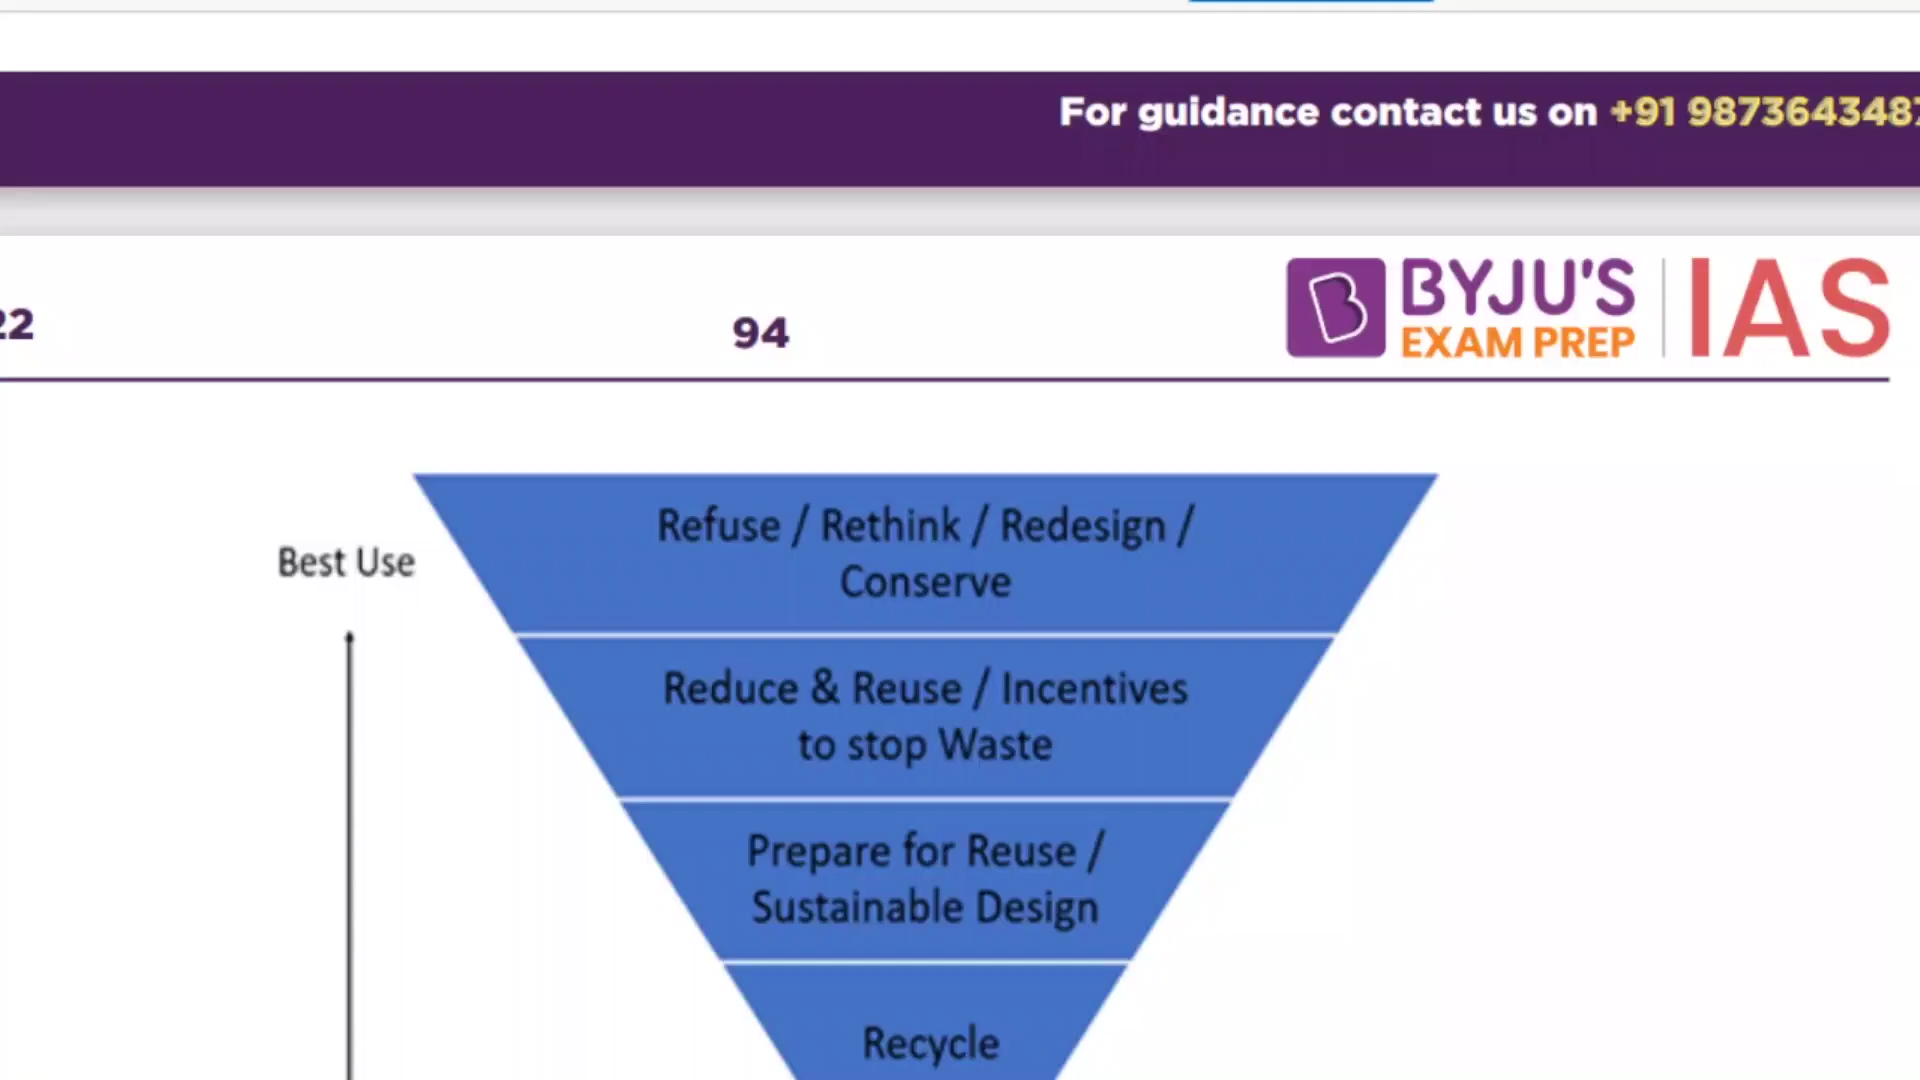 For guidance contact us on +91 9873643487
22
94
BYJU'S
EXAM PREP
IAS
Best Use
Refuse / Rethink / Redesign /
Conserve
Reduce & Reuse / Incentives
to stop Waste
Prepare for Reuse /
Sustainable Design
Recycle